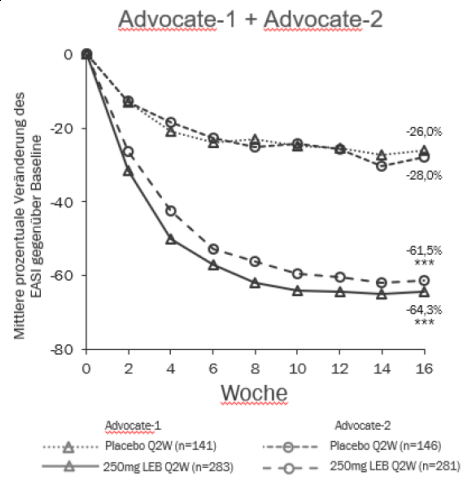 Advocate-1 + Advocate-2
Mittlere prozentuale Veränderung des
EASI gegenüber Baseline
0
-20
-40
-60
-80
-26,0%
-28,0%
-61,5%
***
-64,3%
***
0 2 4 6 8 10 12 14 16
Woche
Advocate-1 Advocate-2
Placebo Q2W (n=141) Placebo Q2W (n=146)
250mg LEB Q2W (n=283) 250mg LEB Q2W (n=281)